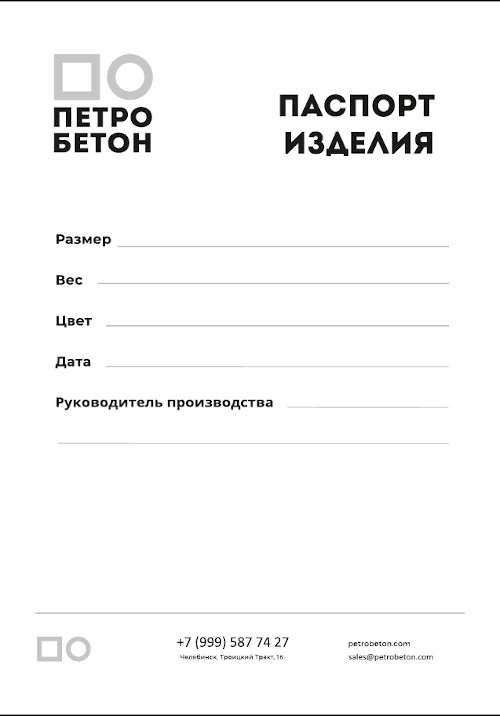 ПЕТРО
БЕТОН
ПАСПОРТ
ИЗДЕЛИЯ
Размер
Вес
Цвет
Дата
Руководитель производства
+7 (999) 587 74 27
Челябинск, Троицкий Тракт, 16
petrobeton.com
sales@petrobeton.com